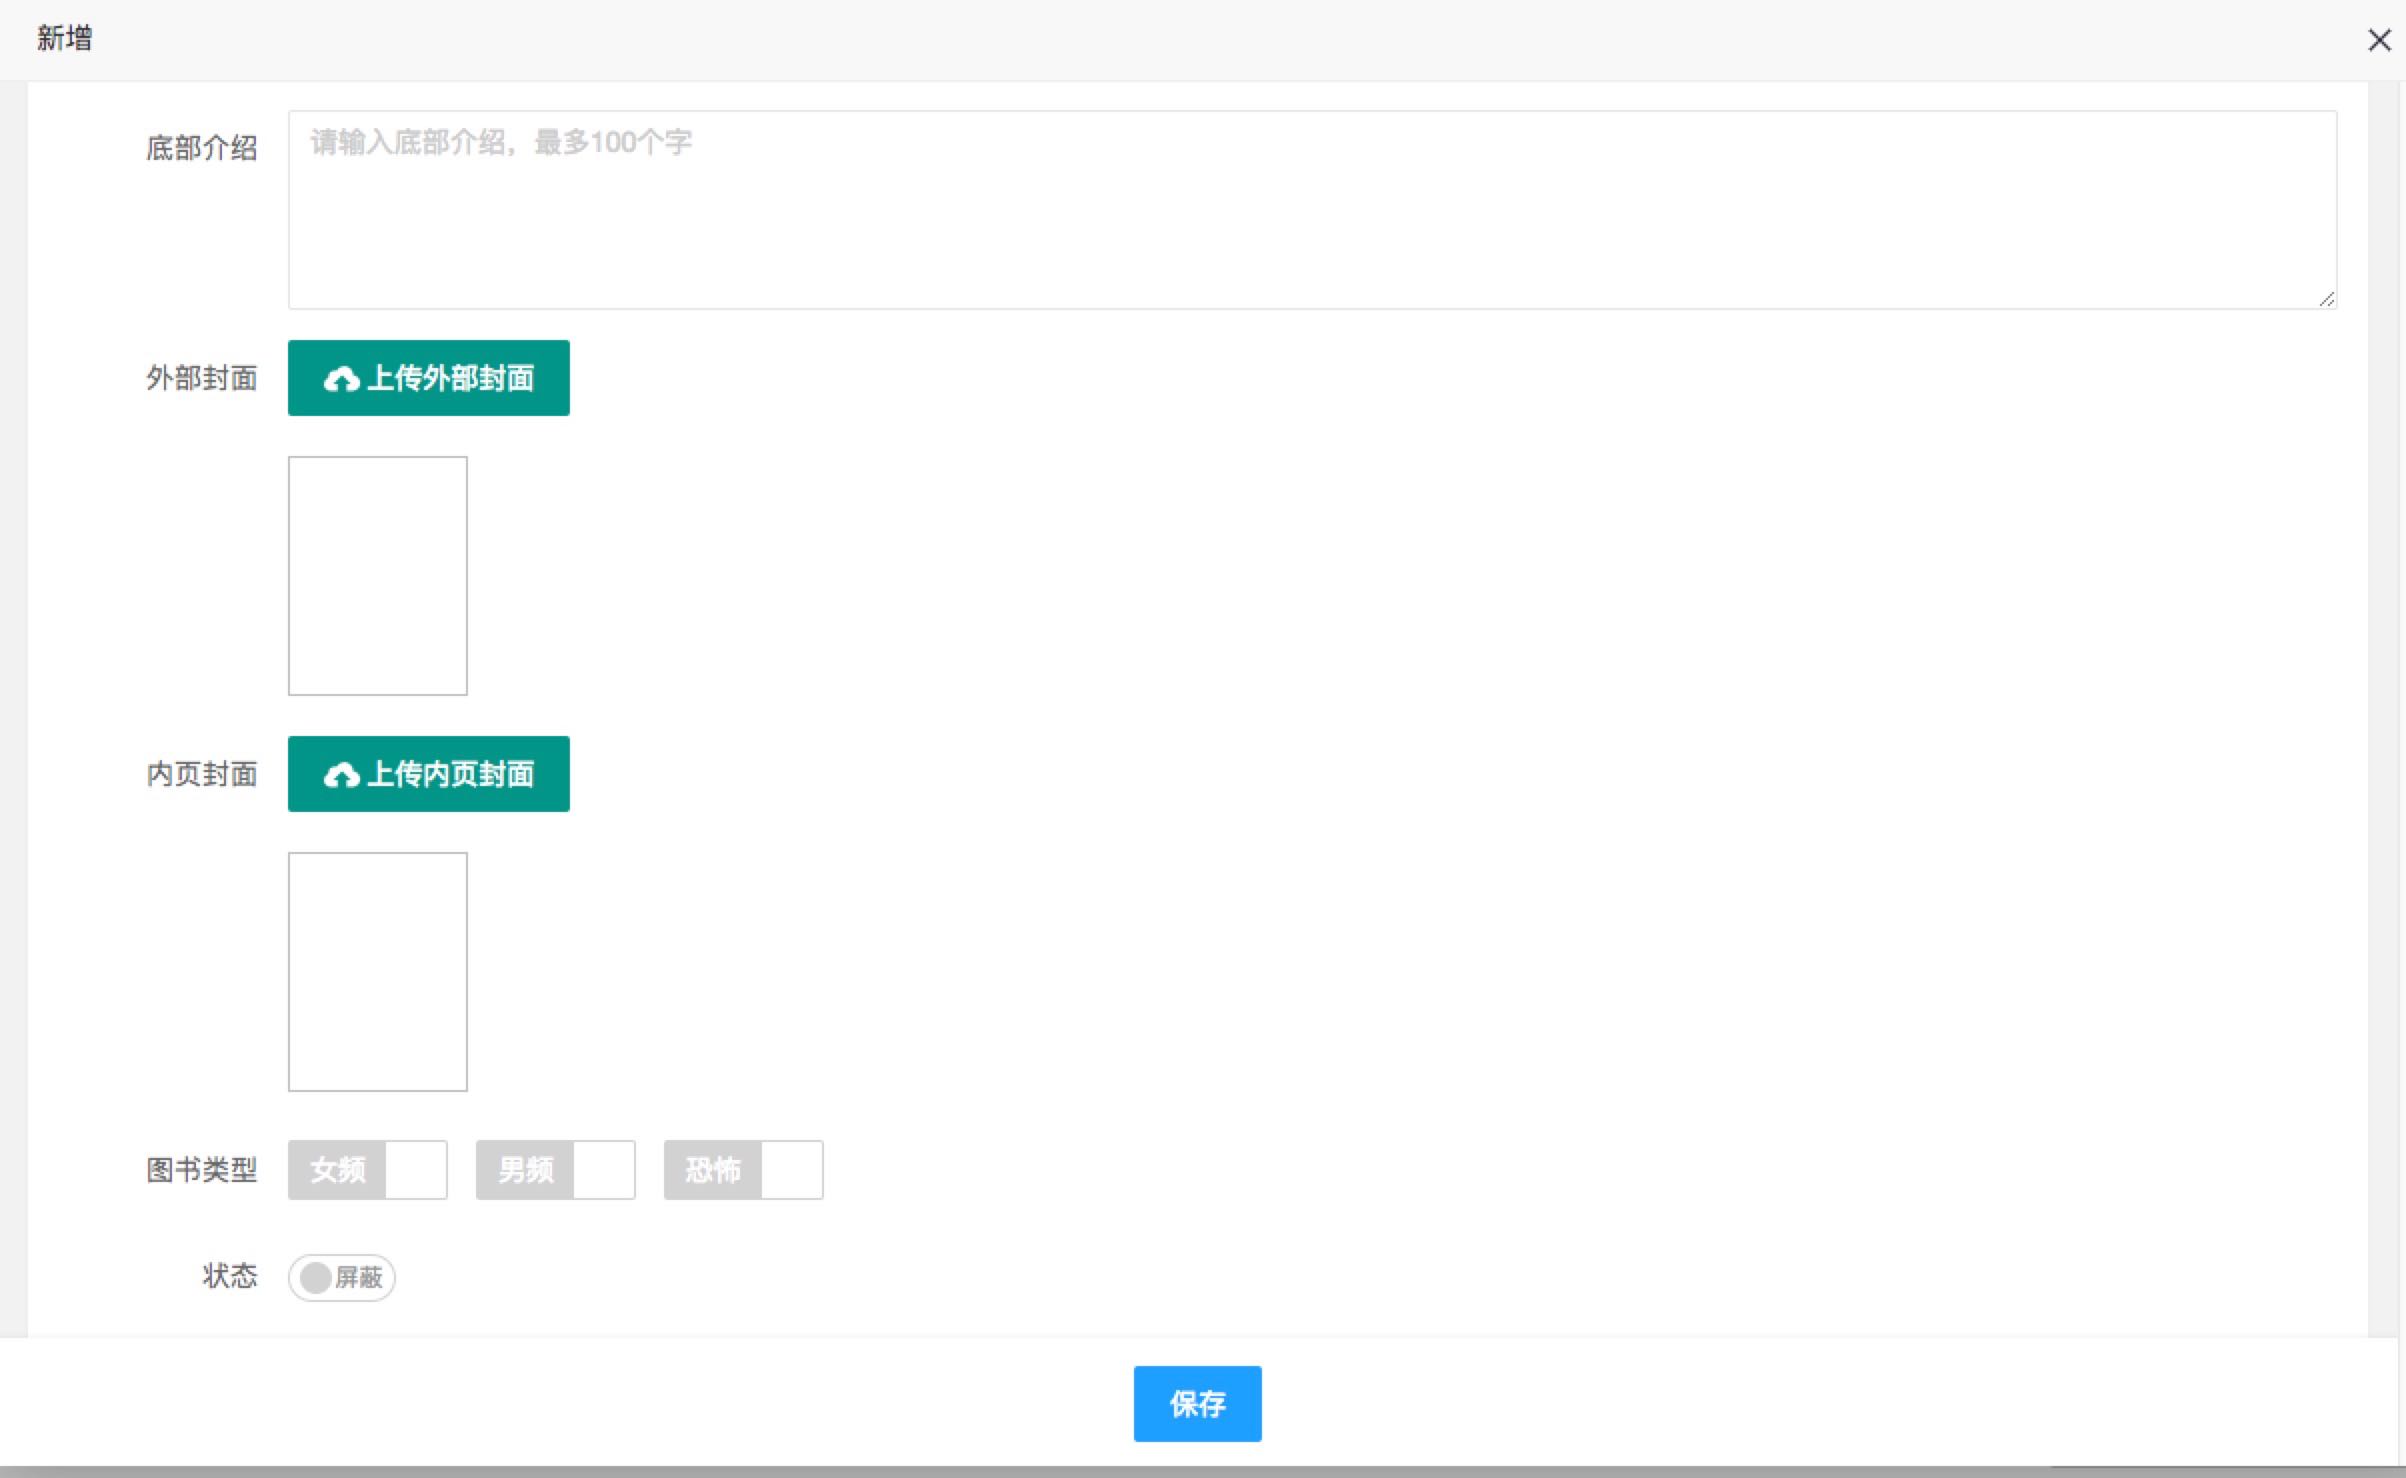 新增
底部介绍
请输入底部介绍，最多100个字
外部封面
上传外部封面
内页封面
上传内页封面
图书类型 女频 男频 恐怖
状态 屏蔽
保存